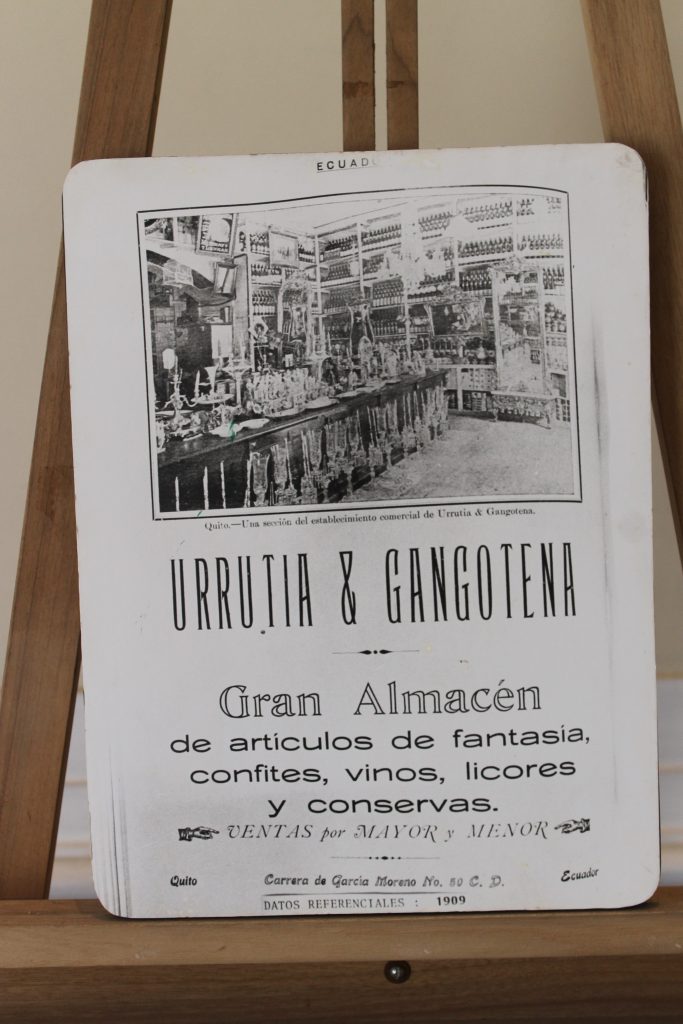 ECUADO
Quito.—Una sección del establecimiento comercial de Urrutia & Gangotena.
URRUTIA & GANGOTENA
Gran Almacén
de artículos de fantasía,
confites, vinos, licores
y conservas.
VENTAS por MAYOR y MENOR
Quito Carrera de García Moreno No. 50 C. D. Ecuador
DATOS REFERENCIALES : 1909